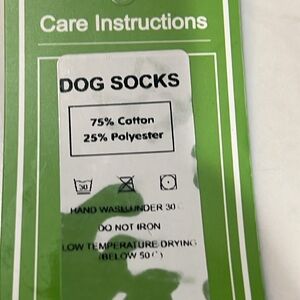 Care Instructions
DOG SOCKS
75% Cotton
25% Polyester
30
HAND WASH UNDER 30
DO NOT IRON
LOW TEMPERATURE DRYING
(BELOW 50